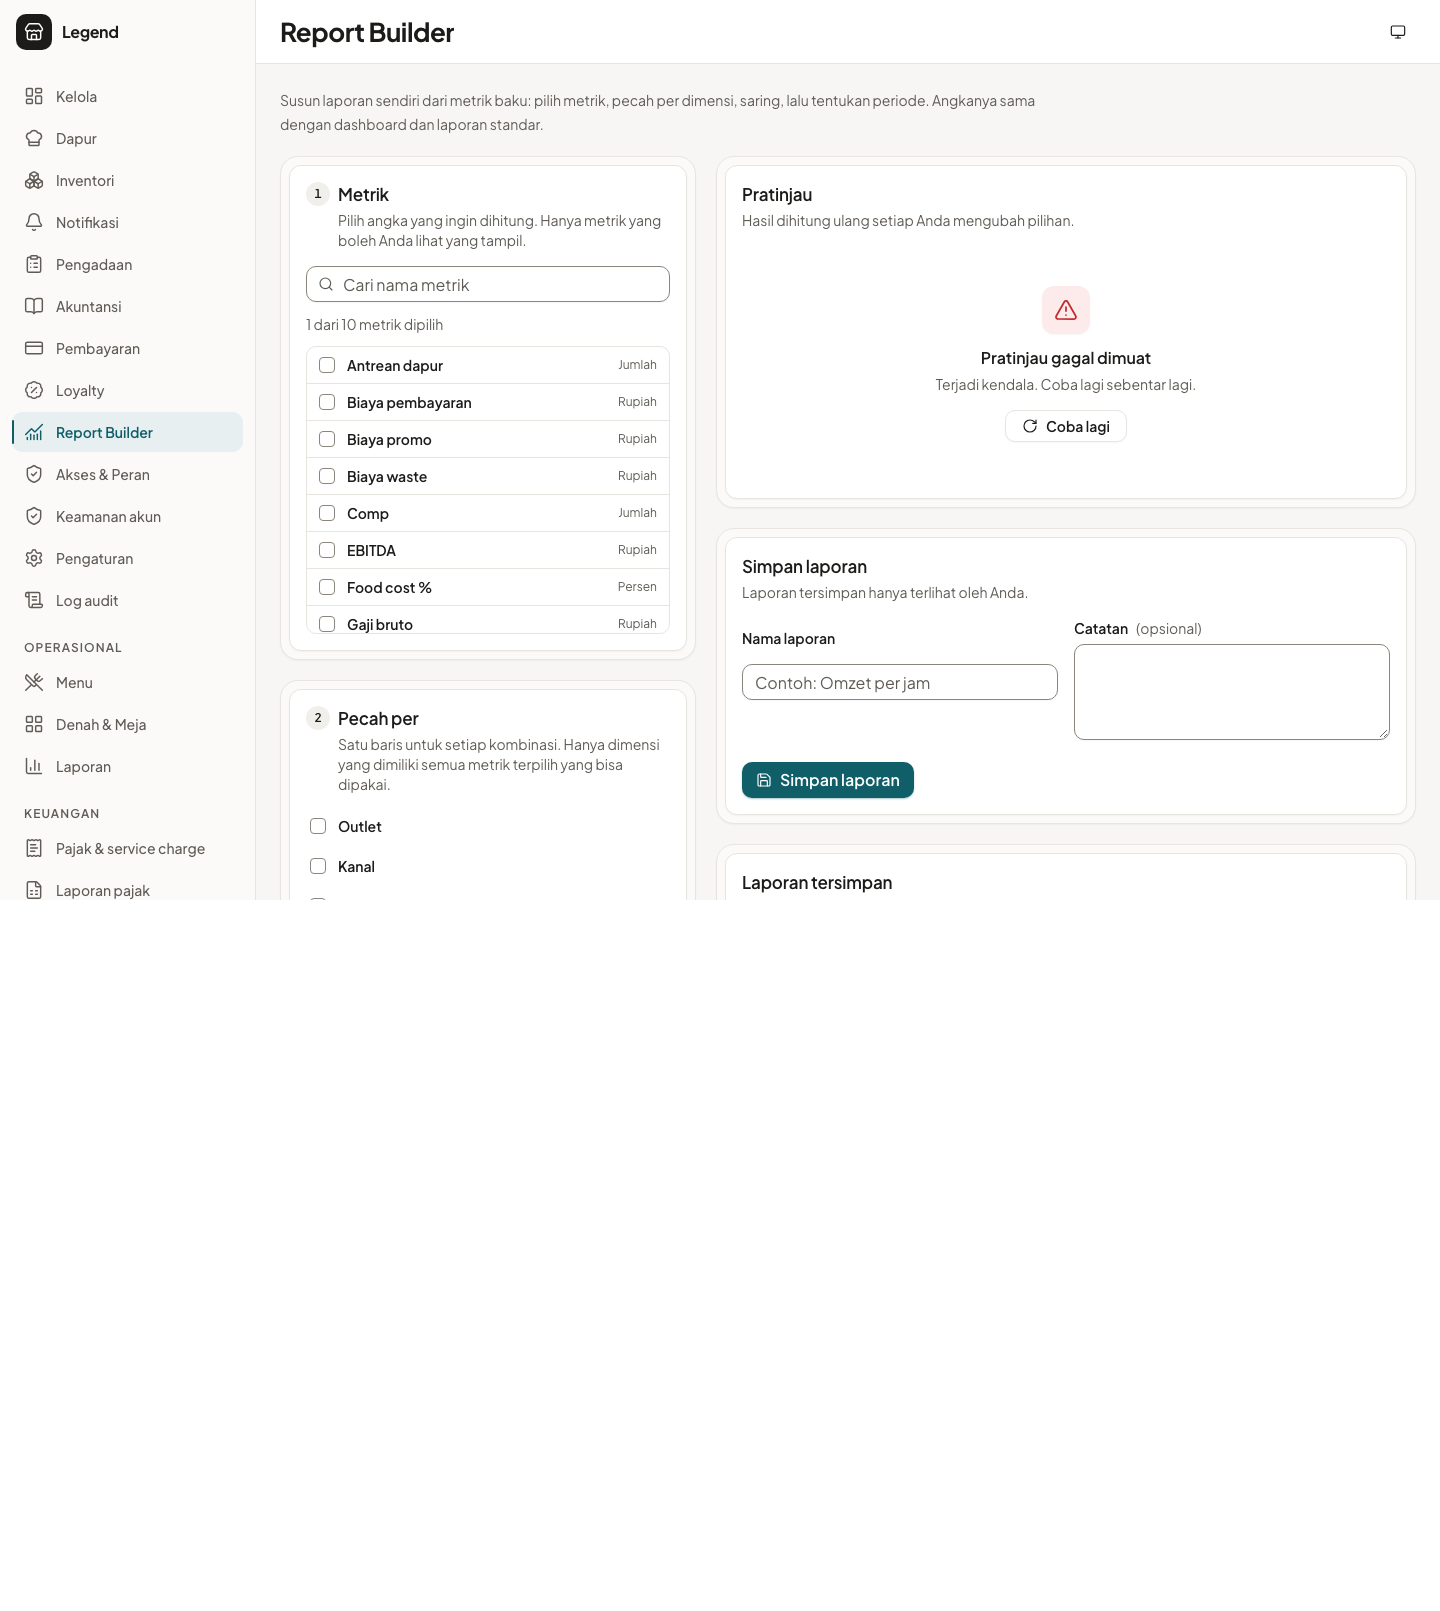 Legend
Kelola
Dapur
Inventori
Notifikasi
Pengadaan
Akuntansi
Pembayaran
Loyalty
Report Builder
Akses & Peran
Keamanan akun
Pengaturan
Log audit
OPERASIONAL
Menu
Denah & Meja
Laporan
KEUANGAN
Pajak & service charge
Laporan pajak
Report Builder
Susun laporan sendiri dari metrik baku: pilih metrik, pecah per dimensi, saring, lalu tentukan periode. Angkanya sama
dengan dashboard dan laporan standar.
1 Metrik
Pilih angka yang ingin dihitung. Hanya metrik yang
boleh Anda lihat yang tampil.
Cari nama metrik
1 dari 10 metrik dipilih
Antrean dapur Jumlah
Biaya pembayaran Rupiah
Biaya promo Rupiah
Biaya waste Rupiah
Comp Jumlah
EBITDA Rupiah
Food cost % Persen
Gaji bruto Rupiah
2 Pecah per
Satu baris untuk setiap kombinasi. Hanya dimensi
yang dimiliki semua metrik terpilih yang bisa
dipakai.
Outlet
Kanal
Pratinjau
Hasil dihitung ulang setiap Anda mengubah pilihan.
Pratinjau gagal dimuat
Terjadi kendala. Coba lagi sebentar lagi.
Coba lagi
Simpan laporan
Laporan tersimpan hanya terlihat oleh Anda.
Nama laporan
Contoh: Omzet per jam
Catatan (opsional)
Simpan laporan
Laporan tersimpan